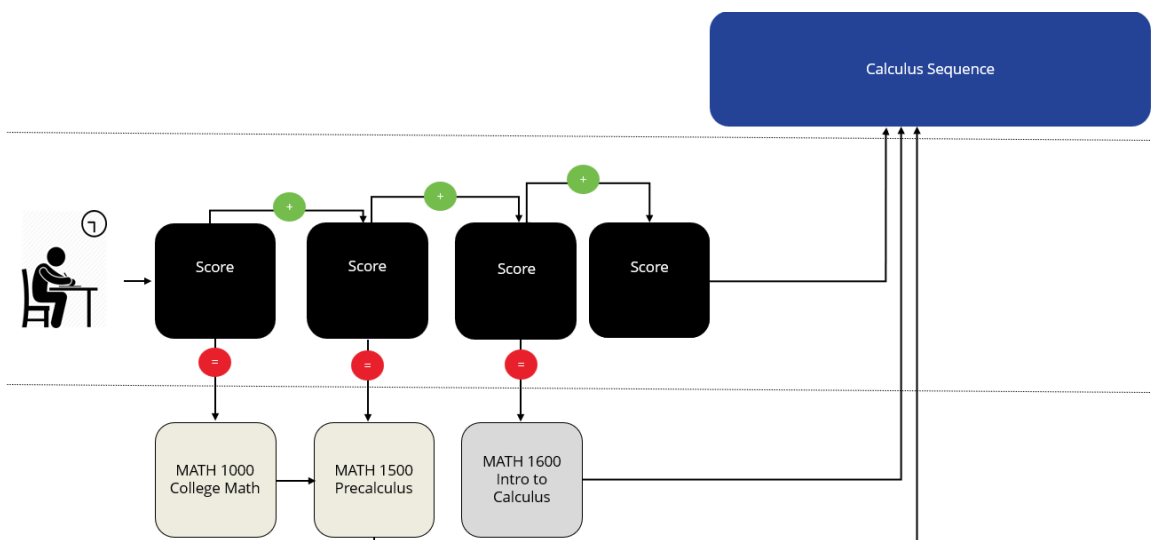 Calculus Sequence
+
+
+
Score
Score
Score
Score
=
=
=
MATH 1000
College Math
MATH 1500
Precalculus
MATH 1600
Intro to
Calculus